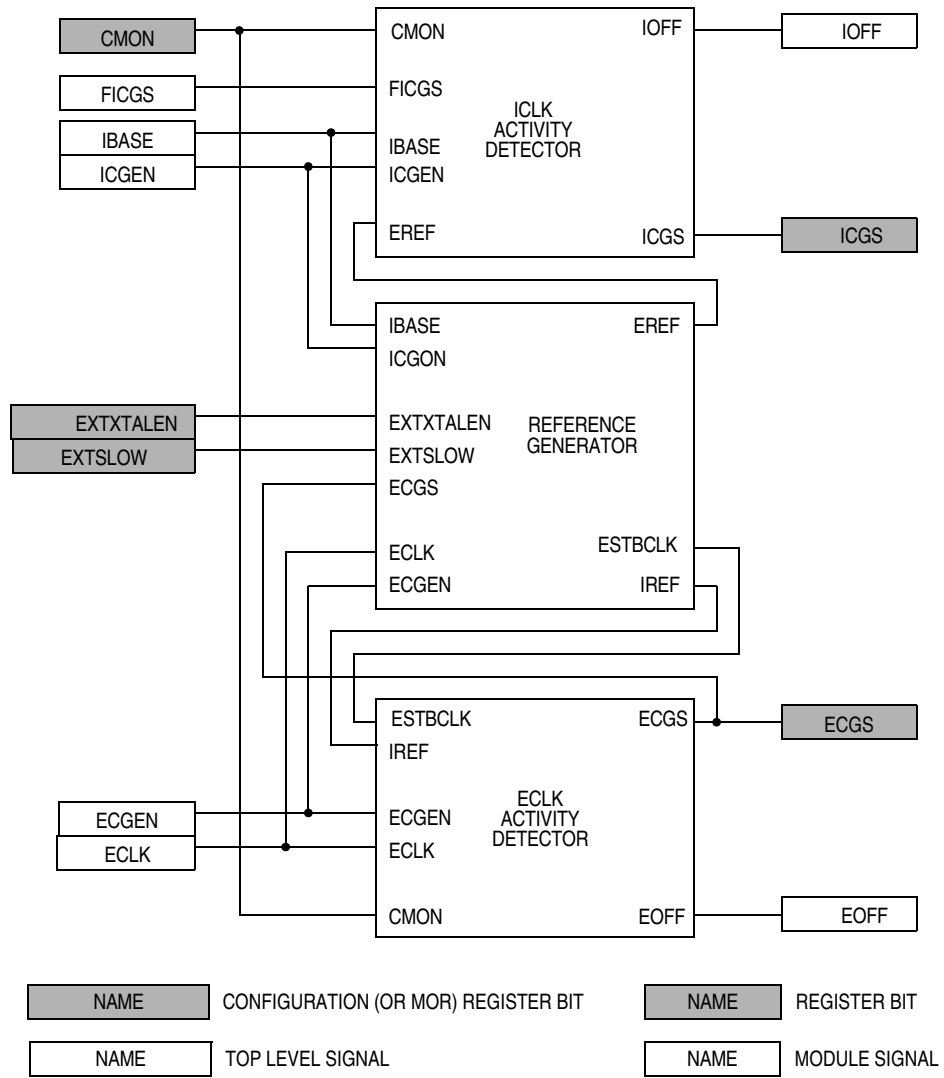 CMON
FICGS
IBASE
ICGEN
CMON
FICGS
IBASE
ICGEN
EREF
ICLK
ACTIVITY
DETECTOR
IOFF
ICGS
IOFF
ICGS
IBASE
ICGON
EXTXTALEN
EXTSLOW
EXTXTALEN
EXTSLOW
ECGS
ECLK
ECGEN
REFERENCE
GENERATOR
EREF
ESTBCLK
IREF
ESTBCLK
IREF
ECGEN
ECLK
ECGEN
ECLK
CMON
ECLK
ACTIVITY
DETECTOR
ECGS
EOFF
ECGS
EOFF
NAME CONFIGURATION (OR MOR) REGISTER BIT
NAME REGISTER BIT
NAME TOP LEVEL SIGNAL
NAME MODULE SIGNAL